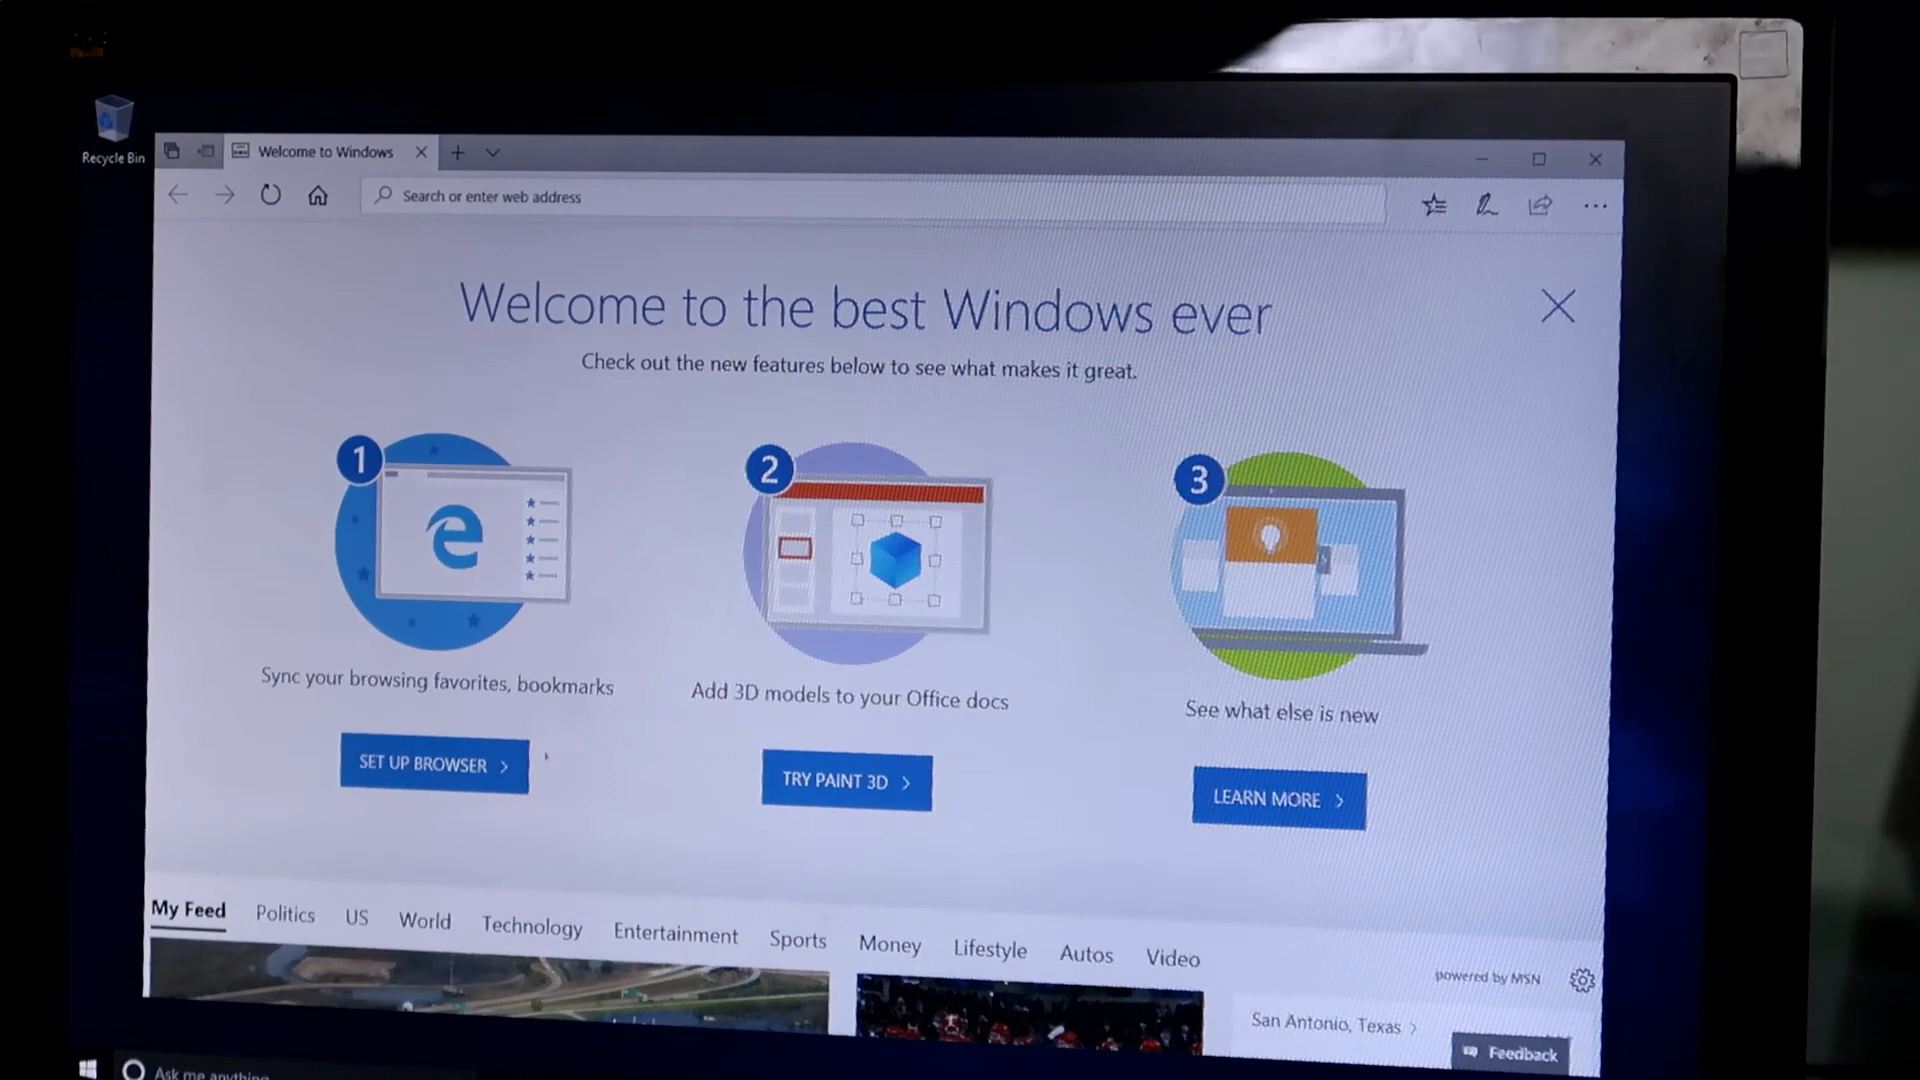 Recycle Bin
Welcome to Windows
Search or enter web address
Welcome to the best Windows ever
Check out the new features below to see what makes it great.
1
2
3
Sync your browsing favorites, bookmarks
Add 3D models to your Office docs
See what else is new
SET UP BROWSER
TRY PAINT 3D
LEARN MORE
My Feed Politics US World Technology Entertainment Sports Money Lifestyle Autos Video
powered by MSN
San Antonio, Texas
Feedback
Ask me anything